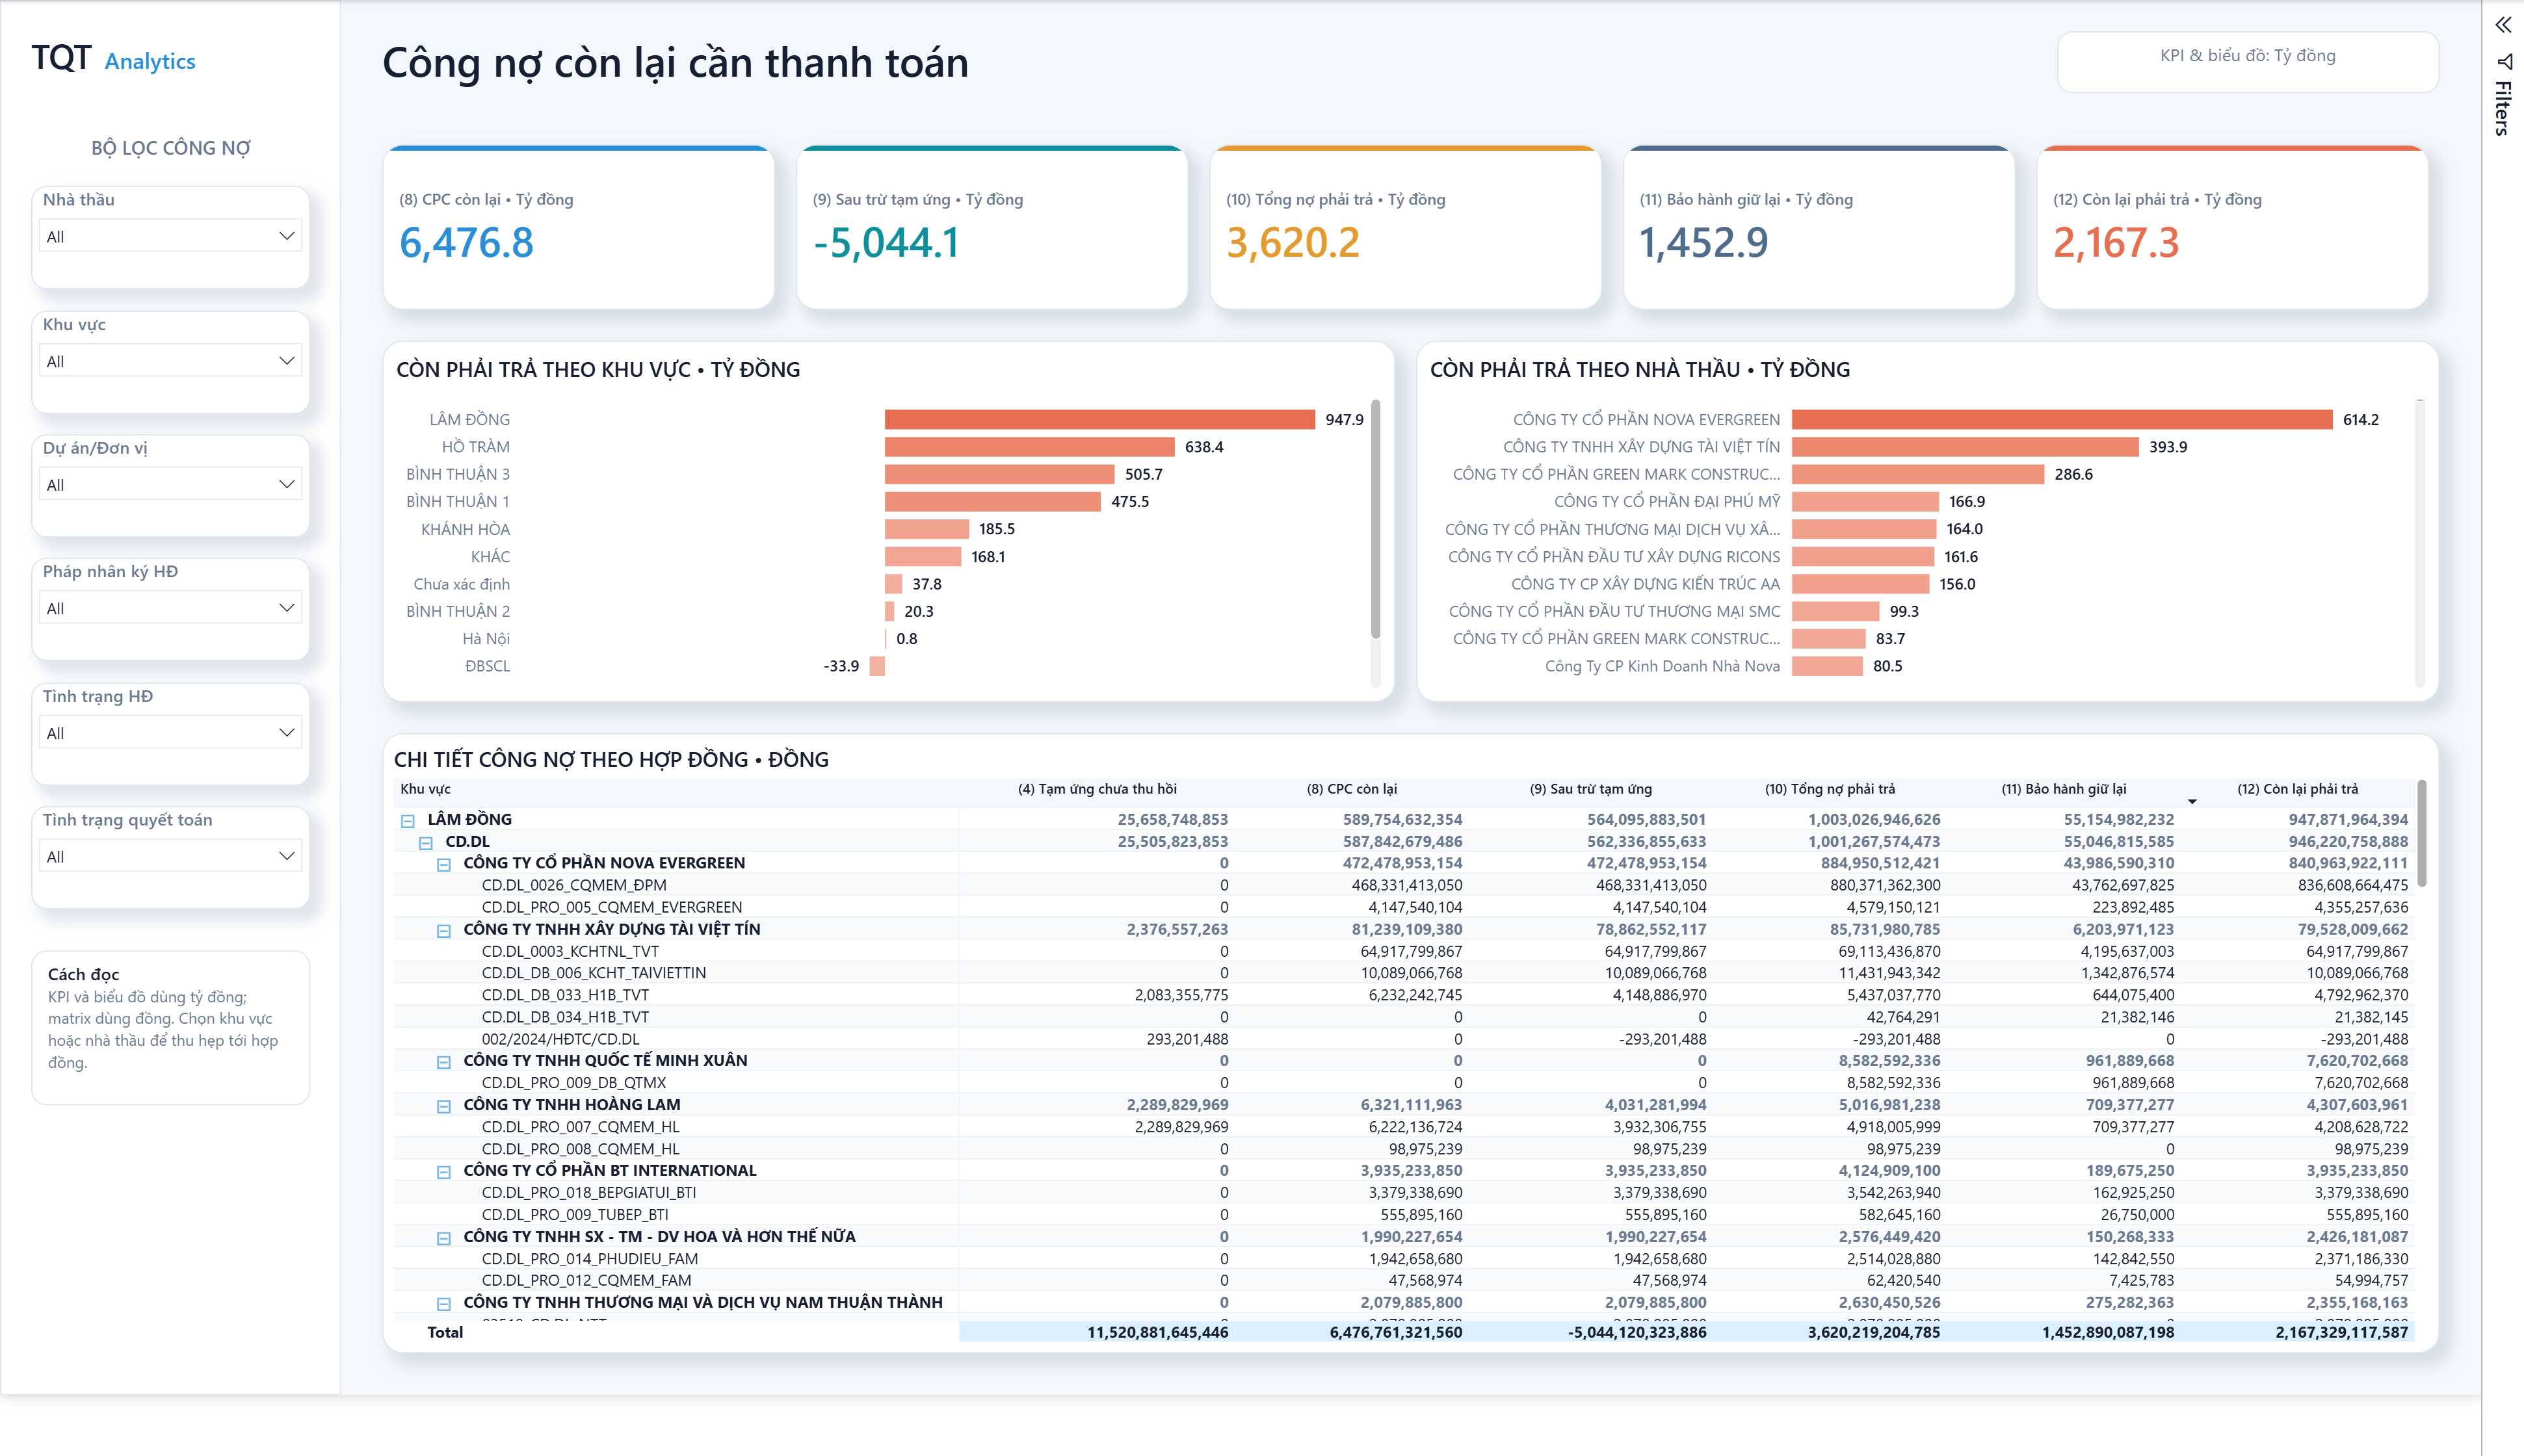 TQT Analytics
BỘ LỌC CÔNG NỢ
Nhà thầu
All
Khu vực
All
Dự án/Đơn vị
All
Pháp nhân ký HĐ
All
Tình trạng HĐ
All
Tình trạng quyết toán
All
Cách đọc
KPI và biểu đồ dùng tỷ đồng;
matrix dùng đồng. Chọn khu vực
hoặc nhà thầu để thu hẹp tới hợp
đồng.
Công nợ còn lại cần thanh toán
KPI & biểu đồ: Tỷ đồng
(8) CPC còn lại • Tỷ đồng
6,476.8
(9) Sau trừ tạm ứng • Tỷ đồng
-5,044.1
(10) Tổng nợ phải trả • Tỷ đồng
3,620.2
(11) Bảo hành giữ lại • Tỷ đồng
1,452.9
(12) Còn lại phải trả • Tỷ đồng
2,167.3
CÒN PHẢI TRẢ THEO KHU VỰC • TỶ ĐỒNG
LÂM ĐỒNG 947.9
HỒ TRÀM 638.4
BÌNH THUẬN 3 505.7
BÌNH THUẬN 1 475.5
KHÁNH HÒA 185.5
KHÁC 168.1
Chưa xác định 37.8
BÌNH THUẬN 2 20.3
Hà Nội 0.8
ĐBSCL -33.9
CÒN PHẢI TRẢ THEO NHÀ THẦU • TỶ ĐỒNG
CÔNG TY CỔ PHẦN NOVA EVERGREEN 614.2
CÔNG TY TNHH XÂY DỰNG TÀI VIỆT TÍN 393.9
CÔNG TY CỔ PHẦN GREEN MARK CONSTRUC... 286.6
CÔNG TY CỔ PHẦN ĐẠI PHÚ MỸ 166.9
CÔNG TY CỔ PHẦN THƯƠNG MẠI DỊCH VỤ XÂ... 164.0
CÔNG TY CỔ PHẦN ĐẦU TƯ XÂY DỰNG RICONS 161.6
CÔNG TY CP XÂY DỰNG KIẾN TRÚC AA 156.0
CÔNG TY CỔ PHẦN ĐẦU TƯ THƯƠNG MẠI SMC 99.3
CÔNG TY CỔ PHẦN GREEN MARK CONSTRUC... 83.7
Công Ty CP Kinh Doanh Nhà Nova 80.5
CHI TIẾT CÔNG NỢ THEO HỢP ĐỒNG • ĐỒNG
Khu vực (4) Tạm ứng chưa thu hồi (8) CPC còn lại (9) Sau trừ tạm ứng (10) Tổng nợ phải trả (11) Bảo hành giữ lại (12) Còn lại phải trả
LÂM ĐỒNG 25,658,748,853 589,754,632,354 564,095,883,501 1,003,026,946,626 55,154,982,232 947,871,964,394
CD.DL 25,505,823,853 587,842,679,486 562,336,855,633 1,001,267,574,473 55,046,815,585 946,220,758,888
CÔNG TY CỔ PHẦN NOVA EVERGREEN 0 472,478,953,154 472,478,953,154 884,950,512,421 43,986,590,310 840,963,922,111
CD.DL_0026_CQMEM_ĐPM 0 468,331,413,050 468,331,413,050 880,371,362,300 43,762,697,825 836,608,664,475
CD.DL_PRO_005_CQMEM_EVERGREEN 0 4,147,540,104 4,147,540,104 4,579,150,121 223,892,485 4,355,257,636
CÔNG TY TNHH XÂY DỰNG TÀI VIỆT TÍN 2,376,557,263 81,239,109,380 78,862,552,117 85,731,980,785 6,203,971,123 79,528,009,662
CD.DL_0003_KCHTNL_TVT 0 64,917,799,867 64,917,799,867 69,113,436,870 4,195,637,003 64,917,799,867
CD.DL_DB_006_KCHT_TAIVIETTIN 0 10,089,066,768 10,089,066,768 11,431,943,342 1,342,876,574 10,089,066,768
CD.DL_DB_033_H1B_TVT 2,083,355,775 6,232,242,745 4,148,886,970 5,437,037,770 644,075,400 4,792,962,370
CD.DL_DB_034_H1B_TVT 0 0 0 42,764,291 21,382,146 21,382,145
002/2024/HĐTC/CD.DL 293,201,488 0 -293,201,488 -293,201,488 0 -293,201,488
CÔNG TY TNHH QUỐC TẾ MINH XUÂN 0 0 0 8,582,592,336 961,889,668 7,620,702,668
CD.DL_PRO_009_DB_QTMX 0 0 0 8,582,592,336 961,889,668 7,620,702,668
CÔNG TY TNHH HOÀNG LAM 2,289,829,969 6,321,111,963 4,031,281,994 5,016,981,238 709,377,277 4,307,603,961
CD.DL_PRO_007_CQMEM_HL 2,289,829,969 6,222,136,724 3,932,306,755 4,918,005,999 709,377,277 4,208,628,722
CD.DL_PRO_008_CQMEM_HL 0 98,975,239 98,975,239 98,975,239 0 98,975,239
CÔNG TY CỔ PHẦN BT INTERNATIONAL 0 3,935,233,850 3,935,233,850 4,124,909,100 189,675,250 3,935,233,850
CD.DL_PRO_018_BEPGIATUI_BTI 0 3,379,338,690 3,379,338,690 3,542,263,940 162,925,250 3,379,338,690
CD.DL_PRO_009_TUBEP_BTI 0 555,895,160 555,895,160 582,645,160 26,750,000 555,895,160
CÔNG TY TNHH SX - TM - DV HOA VÀ HƠN THẾ NỮA 0 1,990,227,654 1,990,227,654 2,576,449,420 150,268,333 2,426,181,087
CD.DL_PRO_014_PHUDIEU_FAM 0 1,942,658,680 1,942,658,680 2,514,028,880 142,842,550 2,371,186,330
CD.DL_PRO_012_CQMEM_FAM 0 47,568,974 47,568,974 62,420,540 7,425,783 54,994,757
CÔNG TY TNHH THƯƠNG MẠI VÀ DỊCH VỤ NAM THUẬN THÀNH 0 2,079,885,800 2,079,885,800 2,630,450,526 275,282,363 2,355,168,163
Total 11,520,881,645,446 6,476,761,321,560 -5,044,120,323,886 3,620,219,204,785 1,452,890,087,198 2,167,329,117,587
Filters